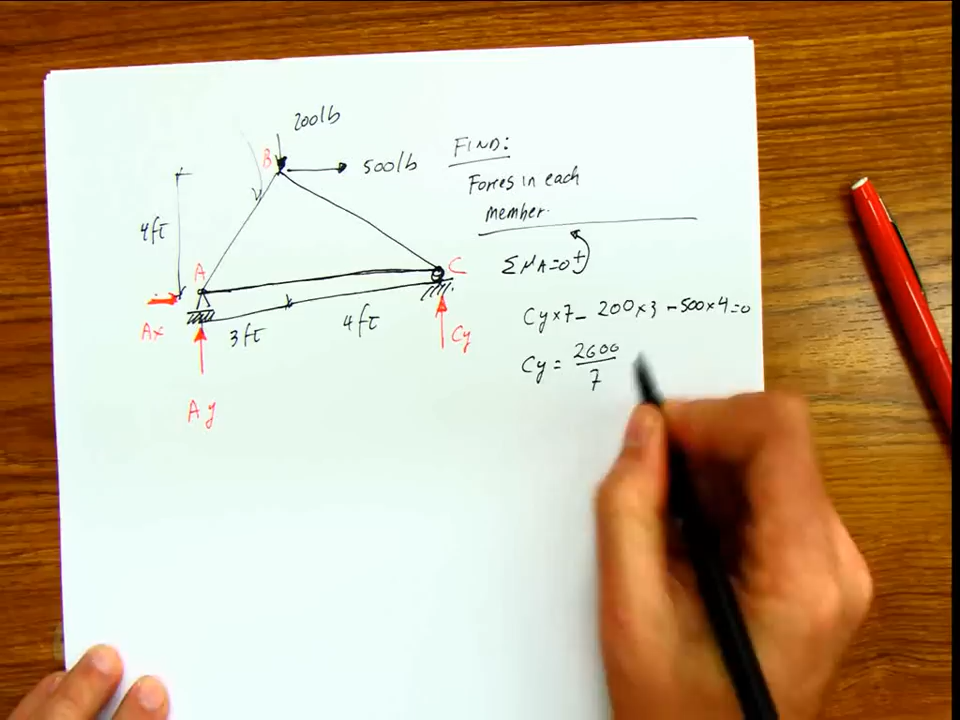 200lb
B
500lb
FIND:
Forces in each
member.
4ft
A
C
ΣMA=0 +
Ax
3ft
4ft
Cy
Cy×7- 200×3 -500×4=0
Cy = 2600/7
Ay